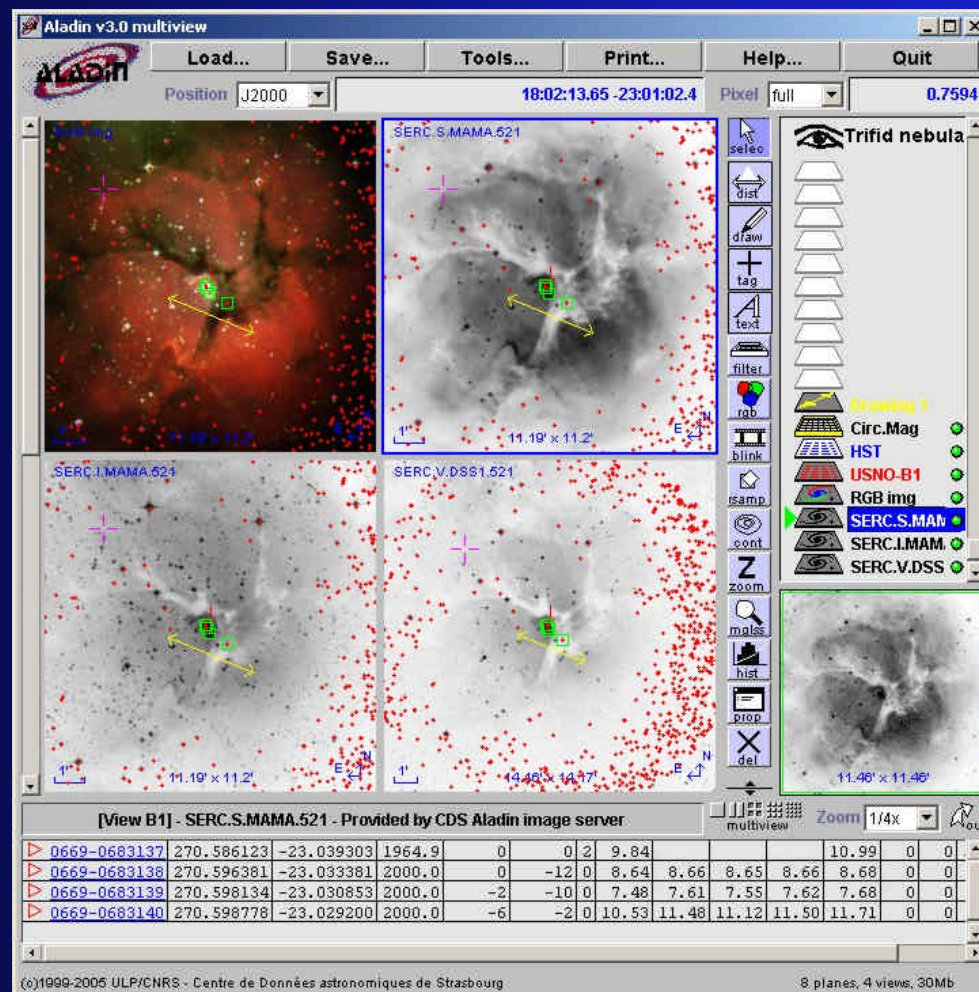 Aladin v3.0 multiview
ALADIN
Load... Save... Tools... Print... Help... Quit
Position J2000 18:02:13.65 -23:01:02.4 Pixel full 0.7594
RGB img
11.19' x 11.2'
1'
E
N
SERC.S.MAMA.521
11.19' x 11.2'
1'
E
N
SERC.I.MAMA.521
11.19' x 11.2'
1'
E
N
SERC.V.DSS1.521
14.16' x 14.17'
1'
E
N
selec
dist
draw
tag
text
filter
rgb
blink
rsamp
cont
zoom
mglss
hist
prop
del
Trifid nebula
Drawing 1
Circ.Mag
HST
USNO-B1
RGB img
SERC.S.MAM
SERC.I.MAM.
SERC.V.DSS
11.46' x 11.46'
[View B1] - SERC.S.MAMA.521 - Provided by CDS Aladin image server
multiview Zoom 1/4x
0669-0683137 270.586123 -23.039303 1964.9 0 0 2 9.84 10.99 0 0
0669-0683138 270.596381 -23.033381 2000.0 0 -12 0 8.64 8.66 8.65 8.66 8.68 0 0
0669-0683139 270.598134 -23.030853 2000.0 -2 -10 0 7.48 7.61 7.55 7.62 7.68 0 0
0669-0683140 270.598778 -23.029200 2000.0 -6 -2 0 10.53 11.48 11.12 11.50 11.71 0 0
(c)1999-2005 ULP/CNRS - Centre de Données astronomiques de Strasbourg 8 planes, 4 views, 30Mb